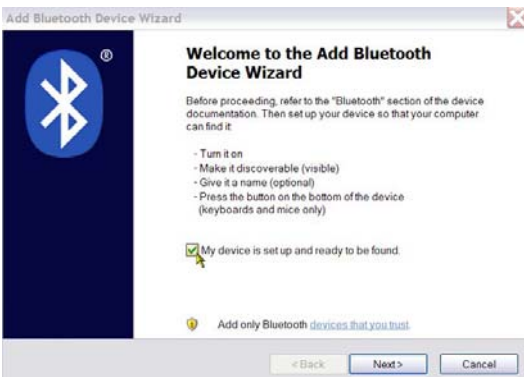 Add Bluetooth Device Wizard
®
Welcome to the Add Bluetooth
Device Wizard
Before proceeding, refer to the "Bluetooth" section of the device
documentation. Then set up your device so that your computer
can find it:
- Turn it on
- Make it discoverable (visible)
- Give it a name (optional)
- Press the button on the bottom of the device
(keyboards and mice only)
My device is set up and ready to be found.
Add only Bluetooth devices that you trust.
< Back
Next >
Cancel